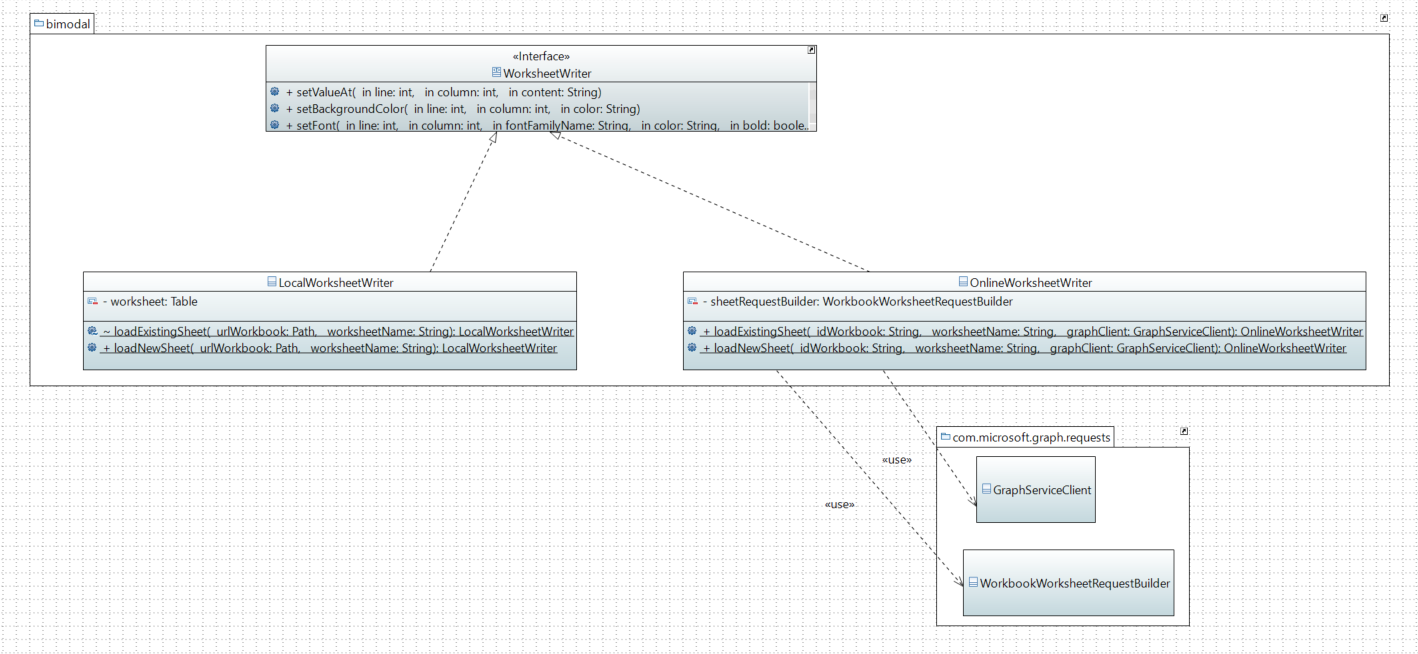 bimodal
«Interface»
WorksheetWriter
+ setValueAt( in line: int, in column: int, in content: String)
+ setBackgroundColor( in line: int, in column: int, in color: String)
+ setFont( in line: int, in column: int, in fontFamilyName: String, in color: String, in bold: boole..
LocalWorksheetWriter
- worksheet: Table
~ loadExistingSheet( urlWorkbook: Path, worksheetName: String): LocalWorksheetWriter
+ loadNewSheet( urlWorkbook: Path, worksheetName: String): LocalWorksheetWriter
OnlineWorksheetWriter
- sheetRequestBuilder: WorkbookWorksheetRequestBuilder
+ loadExistingSheet( idWorkbook: String, worksheetName: String, graphClient: GraphServiceClient): OnlineWorksheetWriter
+ loadNewSheet( idWorkbook: String, worksheetName: String, graphClient: GraphServiceClient): OnlineWorksheetWriter
«use»
«use»
com.microsoft.graph.requests
GraphServiceClient
WorkbookWorksheetRequestBuilder